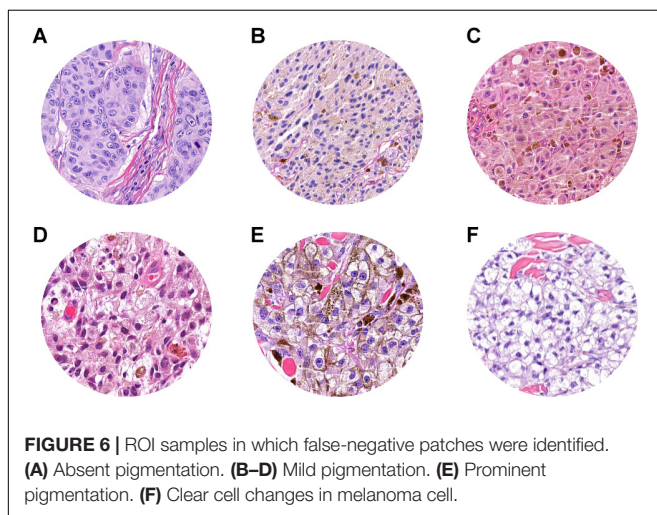 A
B
C
D
E
F
FIGURE 6 | ROI samples in which false-negative patches were identified.
(A) Absent pigmentation. (B–D) Mild pigmentation. (E) Prominent
pigmentation. (F) Clear cell changes in melanoma cell.